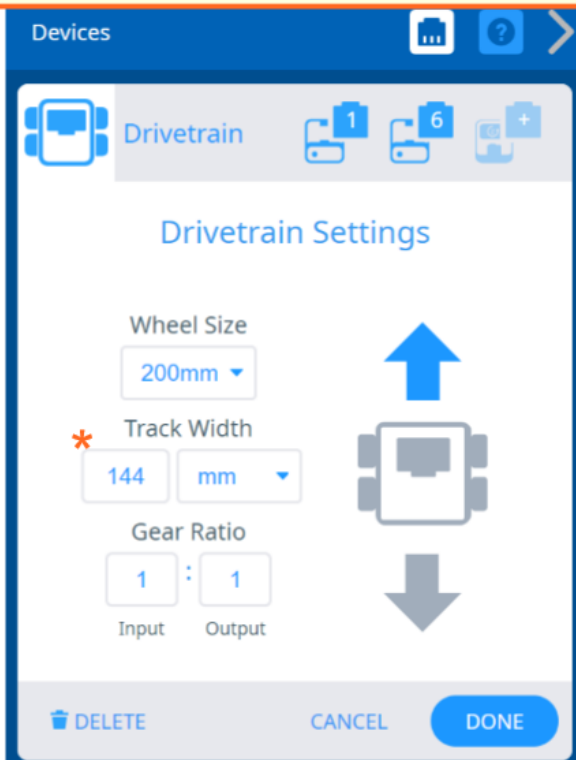 Devices
?
Drivetrain
1
6
+
Drivetrain Settings
Wheel Size
200mm
*
Track Width
144 mm
Gear Ratio
1 : 1
Input Output
DELETE CANCEL DONE